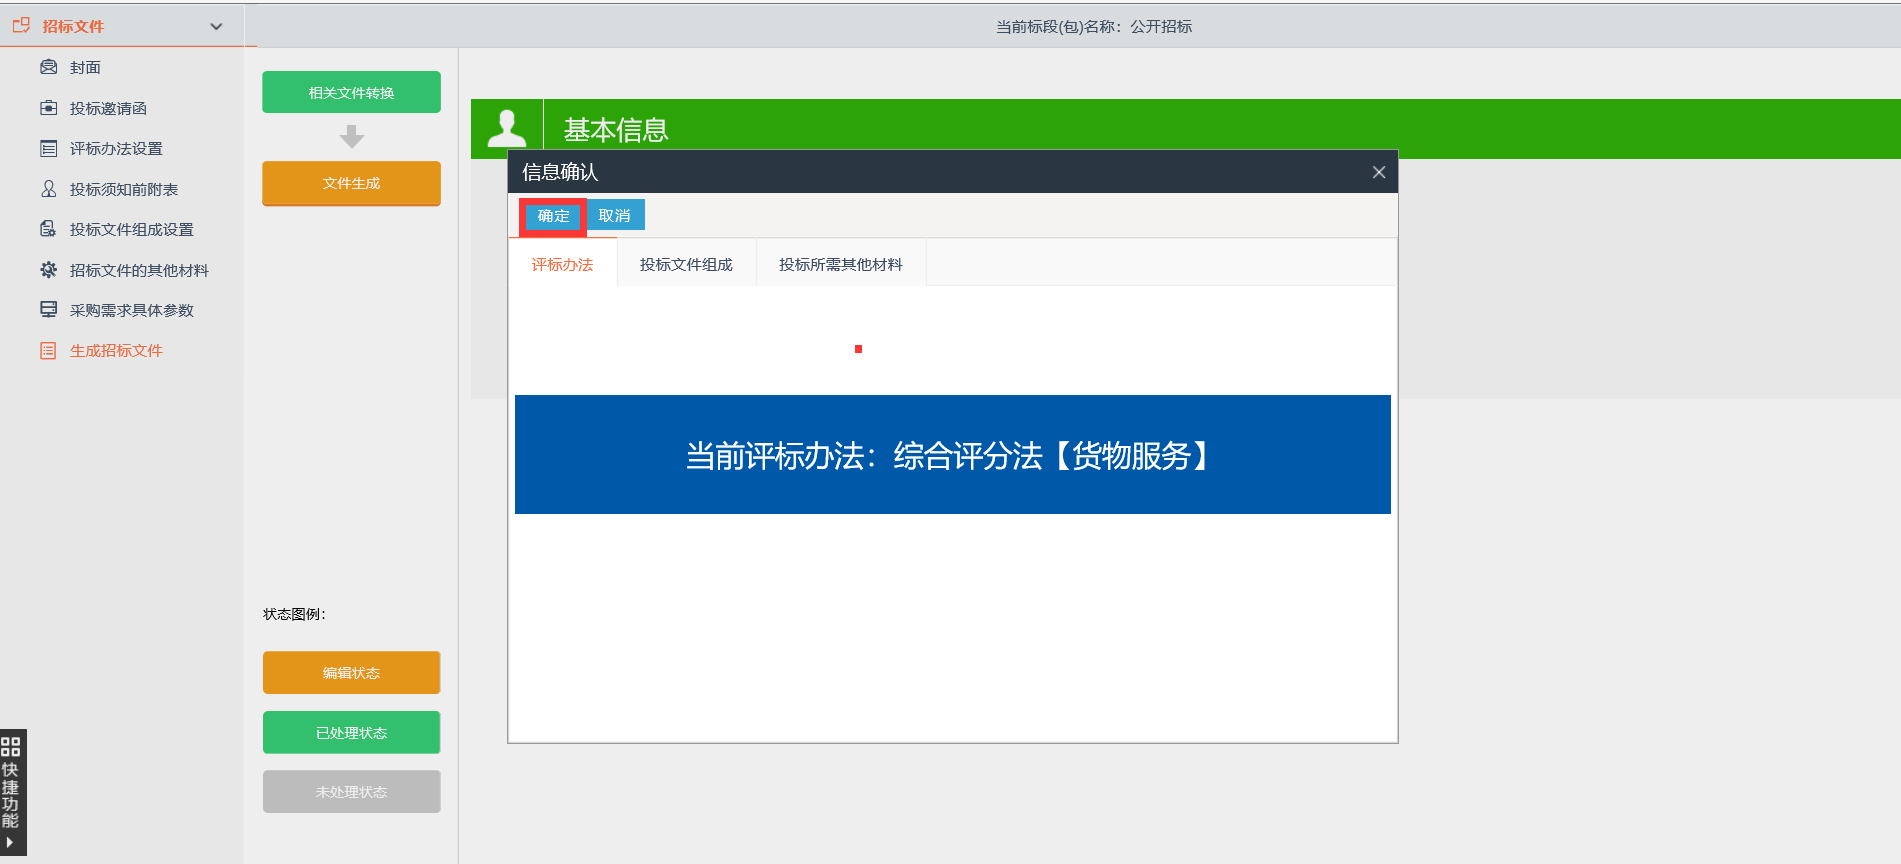 招标文件
当前标段(包)名称：公开招标
封面
投标邀请函
评标办法设置
投标须知前附表
投标文件组成设置
招标文件的其他材料
采购需求具体参数
生成招标文件
相关文件转换
文件生成
状态图例：
编辑状态
已处理状态
未处理状态
快捷功能
基本信息
信息确认
确定
取消
评标办法
投标文件组成
投标所需其他材料
当前评标办法：综合评分法【货物服务】